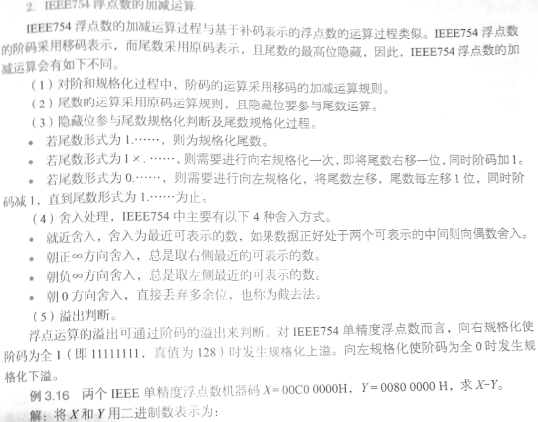 2. IEEE754 浮点数的加减运算
IEEE754 浮点数的加减运算过程与基于补码表示的浮点数的运算过程类似。IEEE754 浮点数
的阶码采用移码表示，而尾数采用原码表示，且尾数的最高位隐藏，因此，IEEE754 浮点数的加
减运算会有如下不同。
（1）对阶和规格化过程中，阶码的运算采用移码的加减运算规则。
（2）尾数的运算采用原码运算规则，且隐藏位要参与尾数运算。
（3）隐藏位参与尾数规格化判断及尾数规格化过程。
• 若尾数形式为 1.……，则为规格化尾数。
• 若尾数形式为 1×.……，则需要进行向右规格化一次，即将尾数右移一位，同时阶码加 1。
• 若尾数形式为 0.……，则需要进行向左规格化，将尾数左移，尾数每左移 1 位，同时阶
码减 1，直到尾数形式为 1.……为止。
（4）舍入处理，IEEE754 中主要有以下 4 种舍入方式。
• 就近舍入，舍入为最近可表示的数，如果数据正好处于两个可表示的中间则向偶数舍入。
• 朝正∞方向舍入，总是取右侧最近的可表示的数。
• 朝负∞方向舍入，总是取左侧最近的可表示的数。
• 朝 0 方向舍入，直接丢弃多余位，也称为截去法。
（5）溢出判断。
浮点运算的溢出可通过阶码的溢出来判断。对 IEEE754 单精度浮点数而言，向右规格化使
阶码为全 1（即 11111111，真值为 128）时发生规格化上溢。向左规格化使阶码为全 0 时发生规
格化下溢。
例 3.16 两个 IEEE 单精度浮点数机器码 X= 00C0 0000H，Y= 0080 0000 H，求 X−Y。
解：将 X 和 Y 用二进制数表示为：